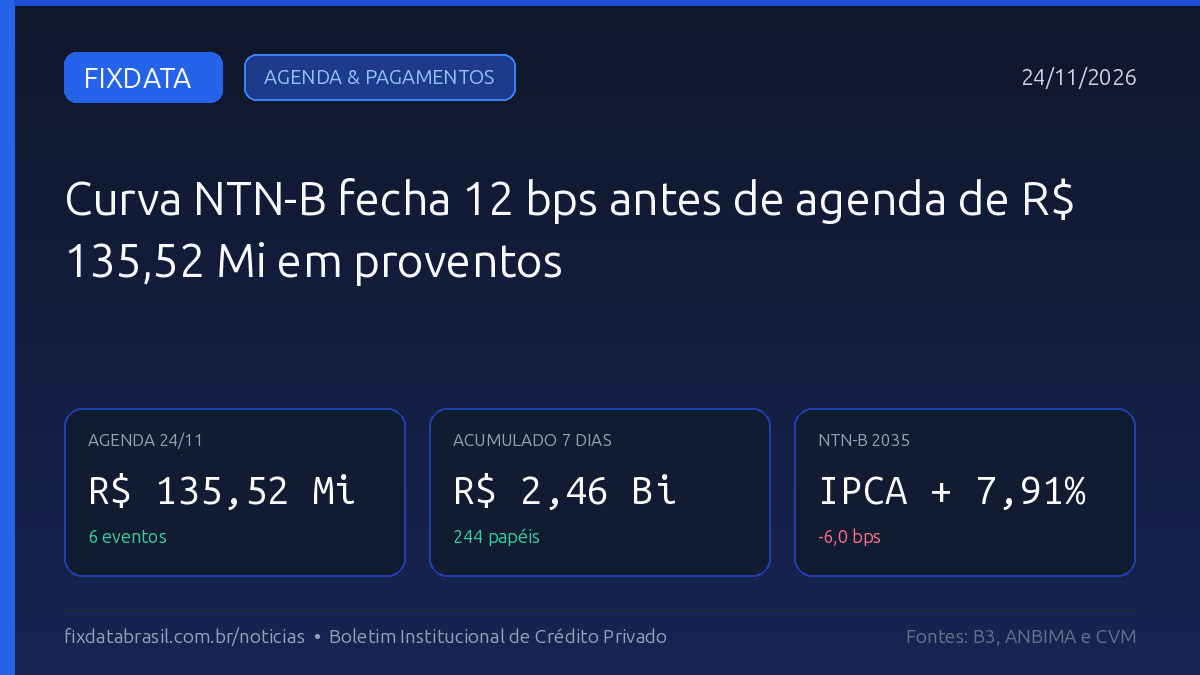 FIXDATA
AGENDA & PAGAMENTOS
24/11/2026
Curva NTN-B fecha 12 bps antes de agenda de R$
135,52 Mi em proventos
AGENDA 24/11
R$ 135,52 Mi
6 eventos
ACUMULADO 7 DIAS
R$ 2,46 Bi
244 papéis
NTN-B 2035
IPCA + 7,91%
-6,0 bps
fixdatabrasil.com.br/noticias • Boletim Institucional de Crédito Privado
Fontes: B3, ANBIMA e CVM